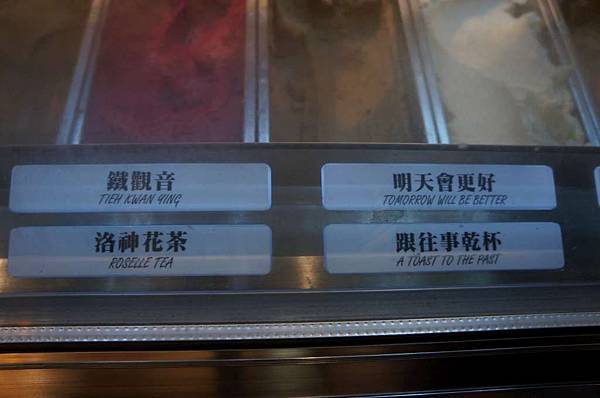 鐵觀音
TIEH KWAN YING
明天會更好
TOMORROW WILL BE BETTER
洛神花茶
ROSELLE TEA
跟往事乾杯
A TOAST TO THE PAST